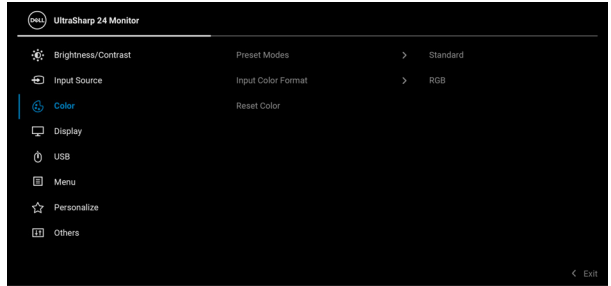 DELL UltraSharp 24 Monitor
Brightness/Contrast Preset Modes > Standard
Input Source Input Color Format > RGB
Color Reset Color
Display
USB
Menu
Personalize
Others
< Exit